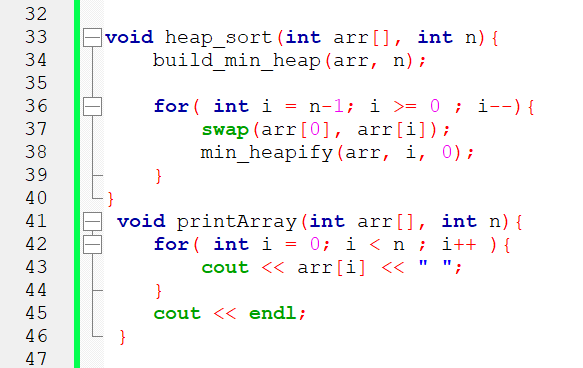 32
33 void heap_sort(int arr[], int n){
34     build_min_heap(arr, n);
35
36     for( int i = n-1; i >= 0 ; i--){
37         swap(arr[0], arr[i]);
38         min_heapify(arr, i, 0);
39     }
40 }
41  void printArray(int arr[], int n){
42     for( int i = 0; i < n ; i++ ){
43         cout << arr[i] << " ";
44     }
45     cout << endl;
46  }
47